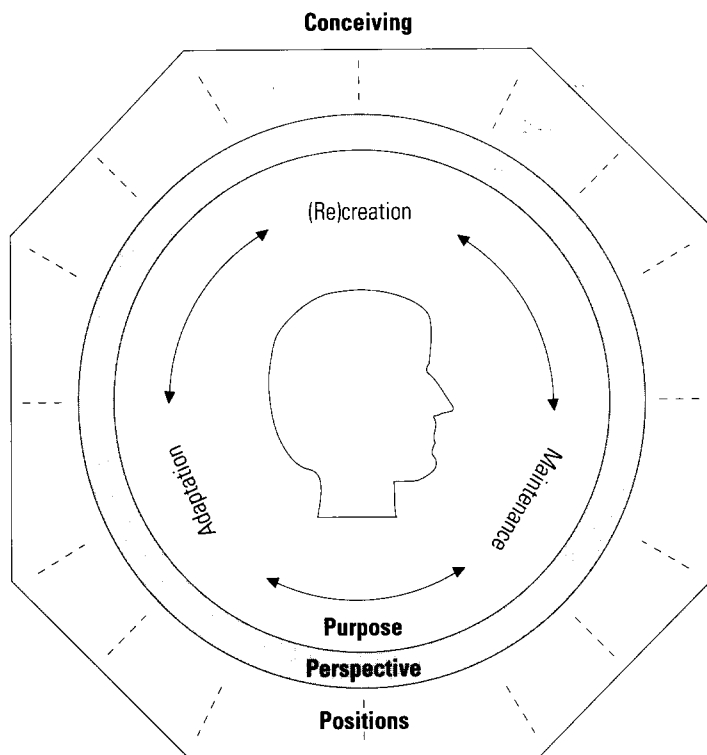 Conceiving
(Re)creation
Adaptation
Maintenance
Purpose
Perspective
Positions